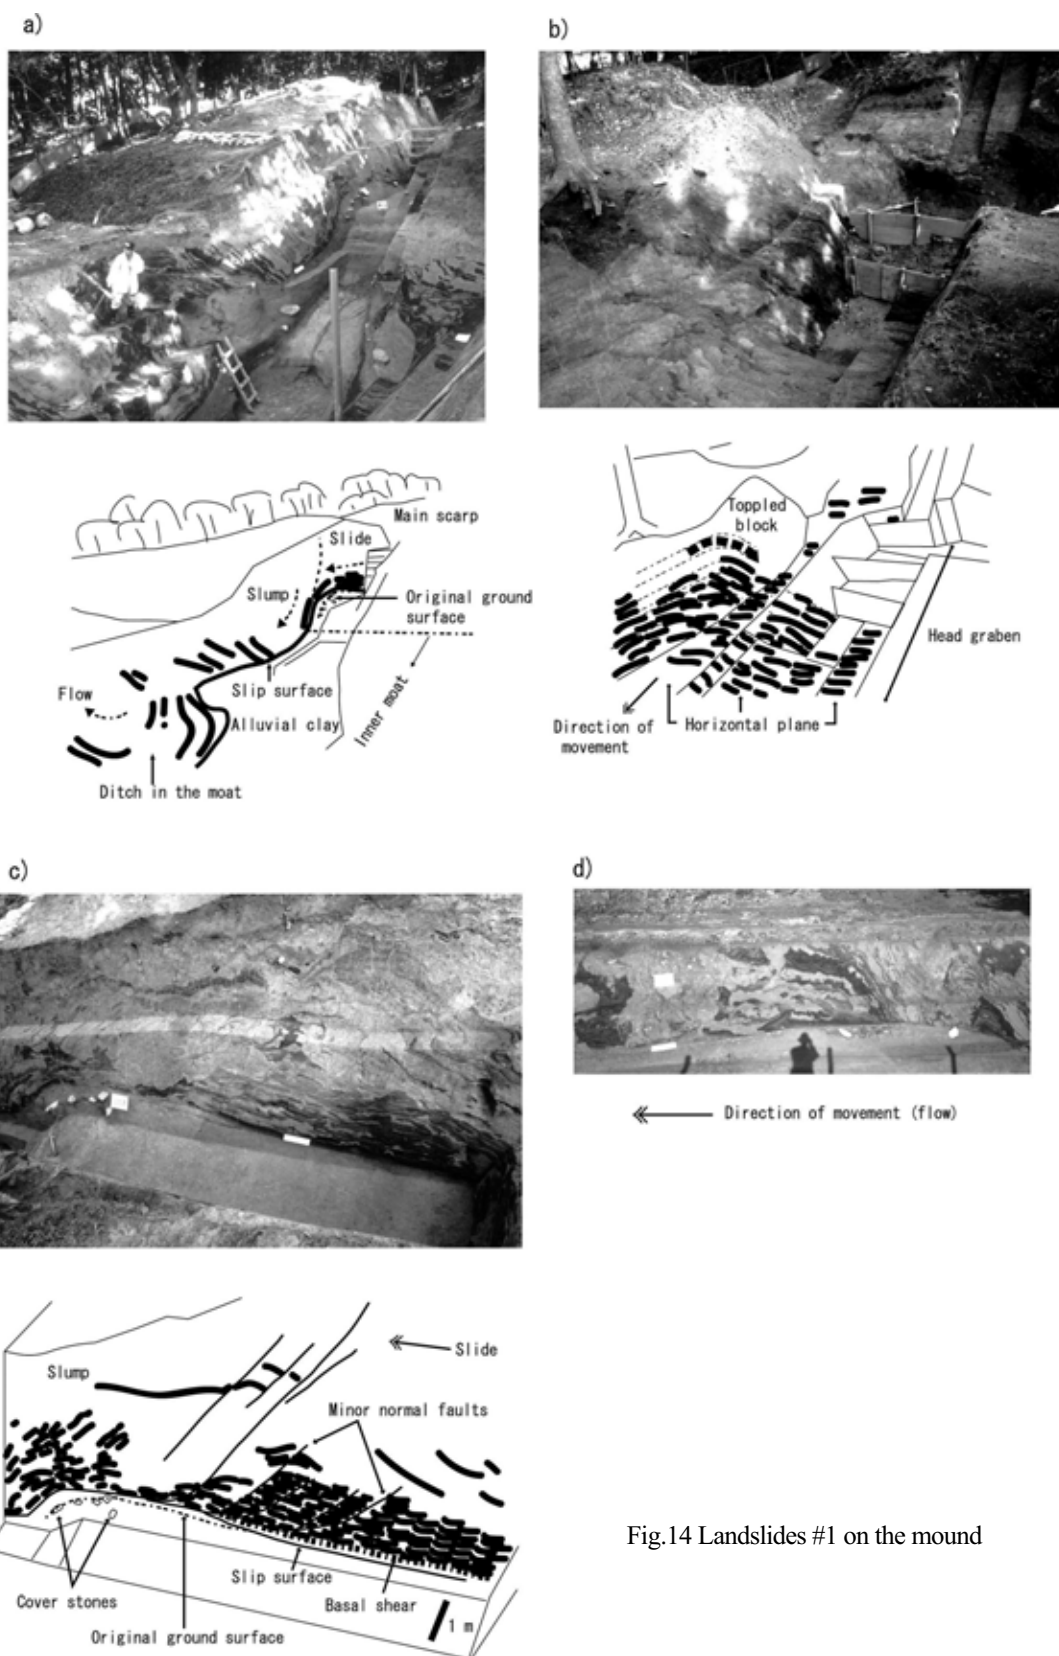 a)
b)
Main scarp
Slide
Slump
Original ground
surface
Slip surface
Flow
Alluvial clay
Inner moat
Ditch in the moat
Toppled
block
Head graben
Direction of
movement
Horizontal plane
c)
d)
Direction of movement (flow)
Slide
Slump
Minor normal faults
Slip surface
Basal shear
Cover stones
1 m
Original ground surface
Fig.14 Landslides #1 on the mound